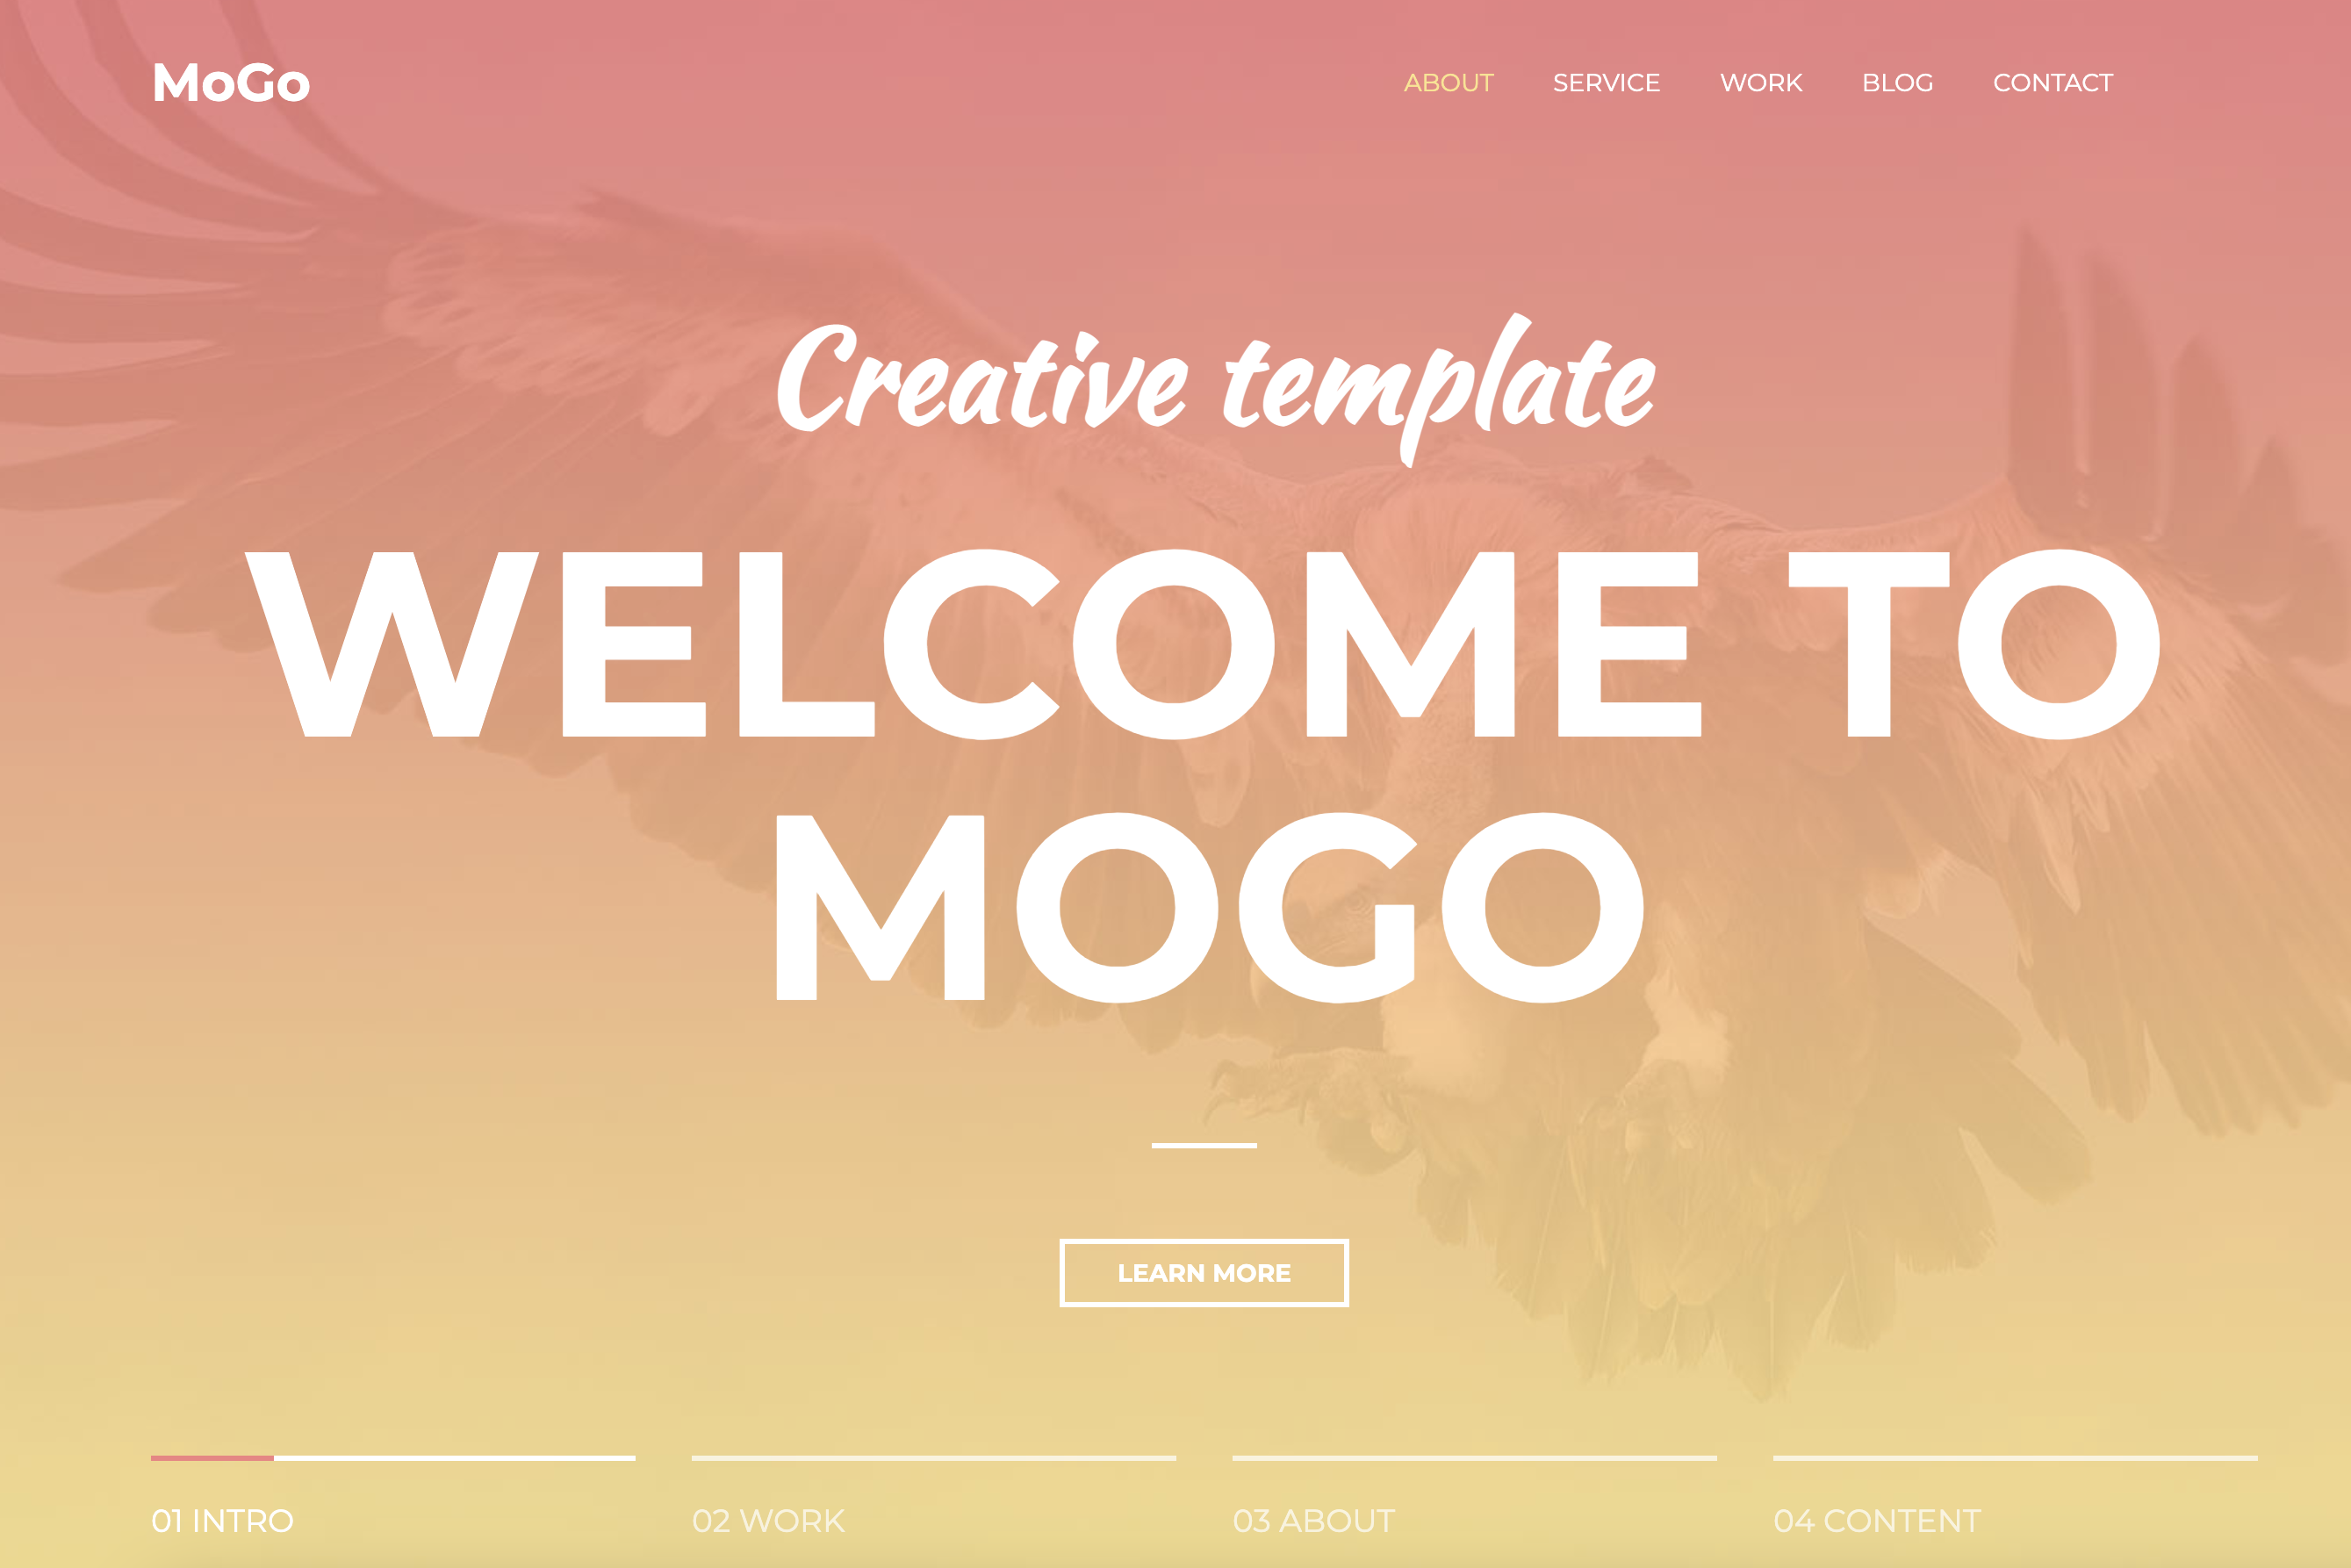 MoGo
ABOUT SERVICE WORK BLOG CONTACT
Creative template
WELCOME TO
MOGO
LEARN MORE
01 INTRO 02 WORK 03 ABOUT 04 CONTENT